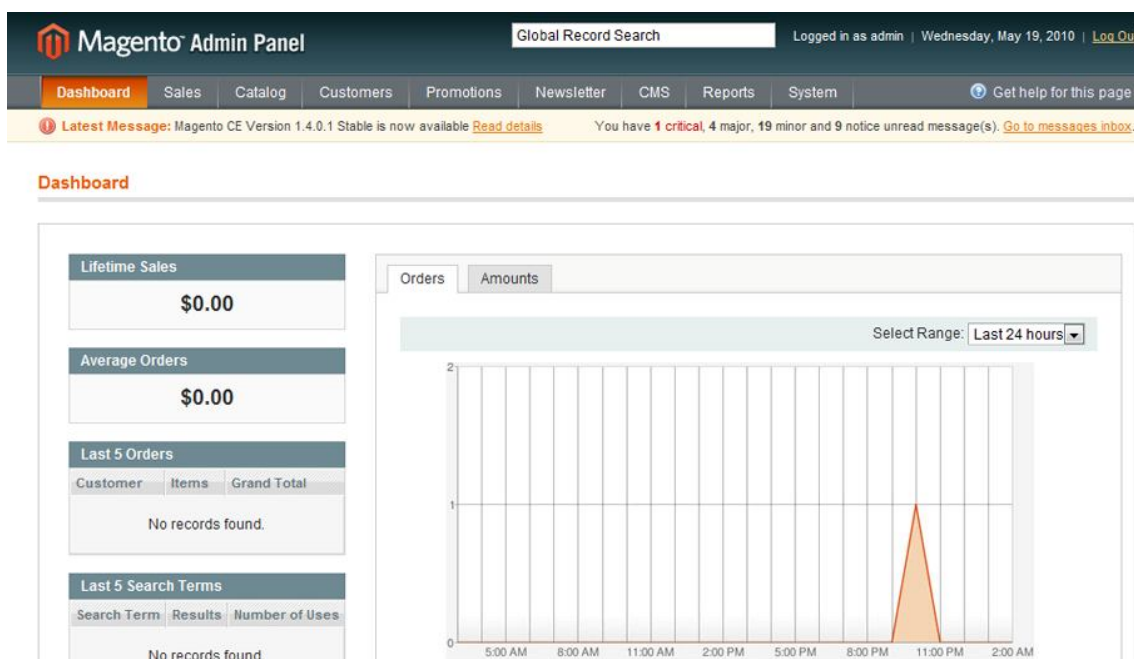 Magento Admin Panel
Global Record Search
Logged in as admin | Wednesday, May 19, 2010 | Log Ou
Dashboard Sales Catalog Customers Promotions Newsletter CMS Reports System Get help for this page
Latest Message: Magento CE Version 1.4.0.1 Stable is now available Read details You have 1 critical, 4 major, 19 minor and 9 notice unread message(s). Go to messages inbox.
Dashboard
Lifetime Sales
$0.00
Average Orders
$0.00
Last 5 Orders
Customer Items Grand Total
No records found.
Last 5 Search Terms
Search Term Results Number of Uses
No records found.
Orders Amounts
Select Range: Last 24 hours
2
1
0
5:00 AM 8:00 AM 11:00 AM 2:00 PM 5:00 PM 8:00 PM 11:00 PM 2:00 AM